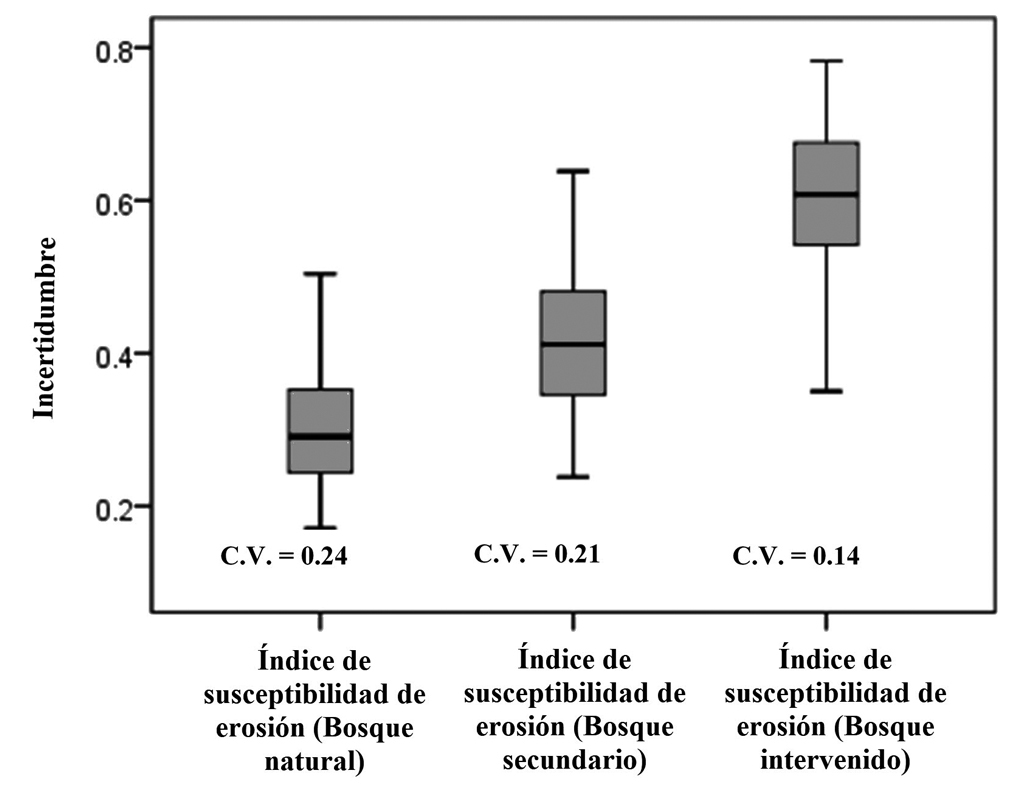 Incertidumbre
0.8
0.6
0.4
0.2
C.V. = 0.24
C.V. = 0.21
C.V. = 0.14
Índice de
susceptibilidad de
erosión (Bosque
natural)
Índice de
susceptibilidad de
erosión (Bosque
secundario)
Índice de
susceptibilidad de
erosión (Bosque
intervenido)